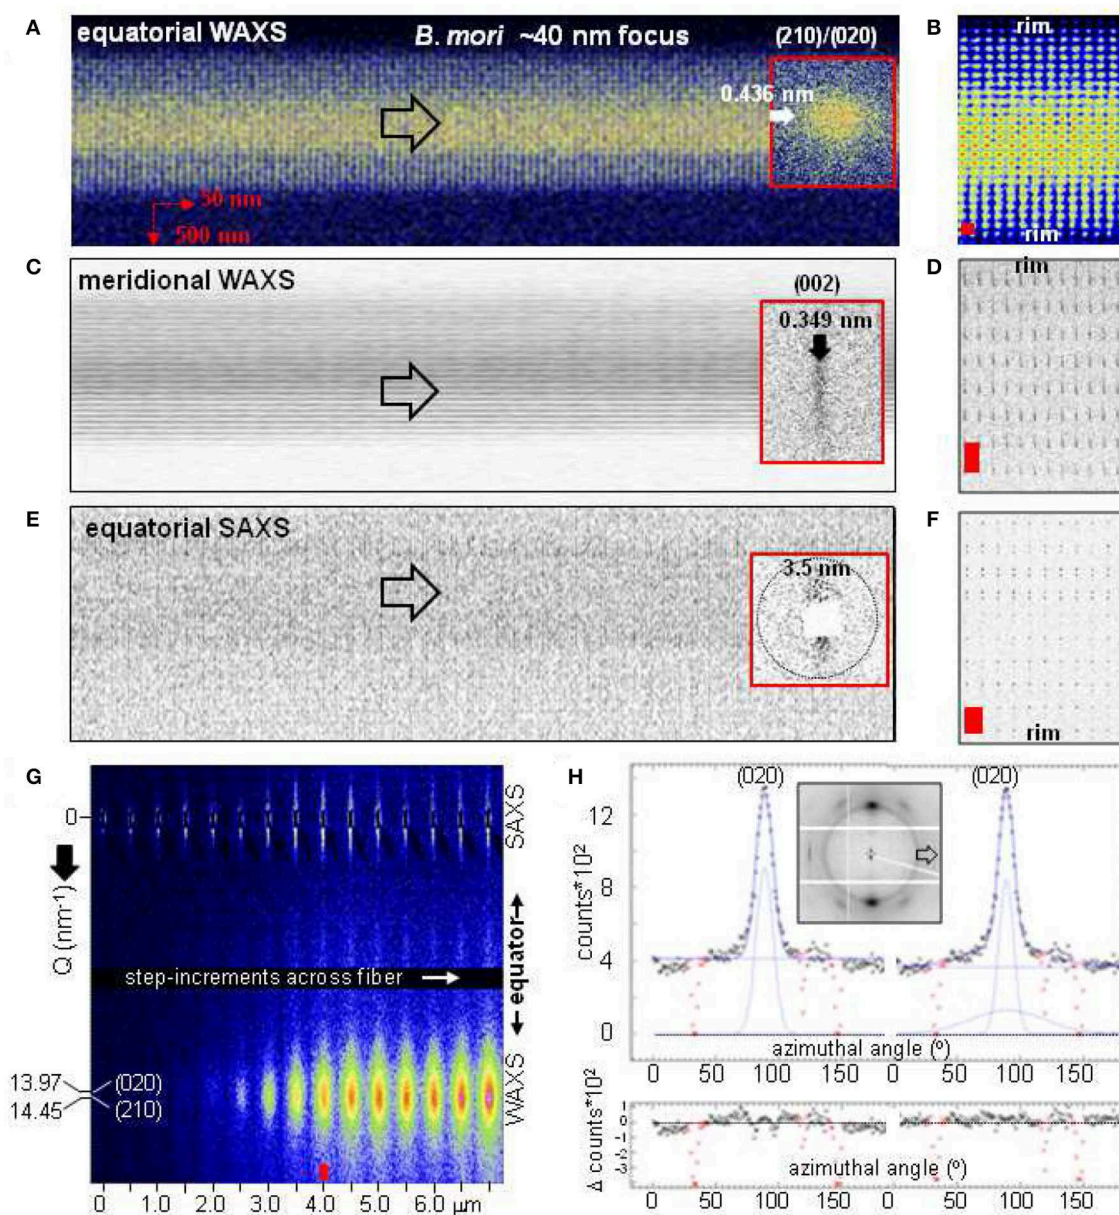 A
equatorial WAXS
B. mori ~40 nm focus
(210)/(020)
0.436 nm
50 nm
500 nm
B
rim
rim
C
meridional WAXS
(002)
0.349 nm
D
rim
E
equatorial SAXS
3.5 nm
F
rim
G
0
Q (nm-1)
SAXS
equator
step-increments across fiber
WAXS
13.97
(020)
14.45
(210)
0 1.0 2.0 3.0 4.0 5.0 6.0 µm
H
(020)
(020)
counts*10²
12
8
4
0
azimuthal angle (º)
0 50 100 150 0 50 100 150
Δ counts*10²
1
0
-1
-2
-3
azimuthal angle (º)
0 50 100 150 0 50 100 150